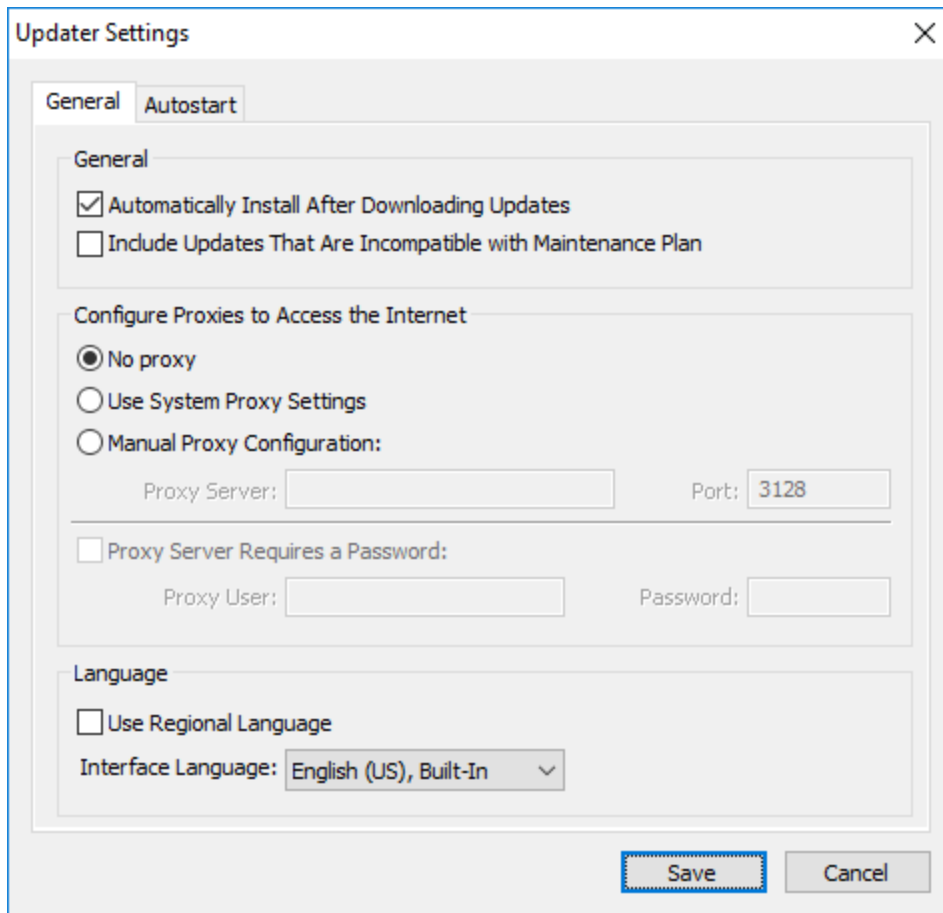 Updater Settings
General Autostart
General
Automatically Install After Downloading Updates
Include Updates That Are Incompatible with Maintenance Plan
Configure Proxies to Access the Internet
No proxy
Use System Proxy Settings
Manual Proxy Configuration:
Proxy Server: Port: 3128
Proxy Server Requires a Password:
Proxy User: Password:
Language
Use Regional Language
Interface Language: English (US), Built-In
Save Cancel